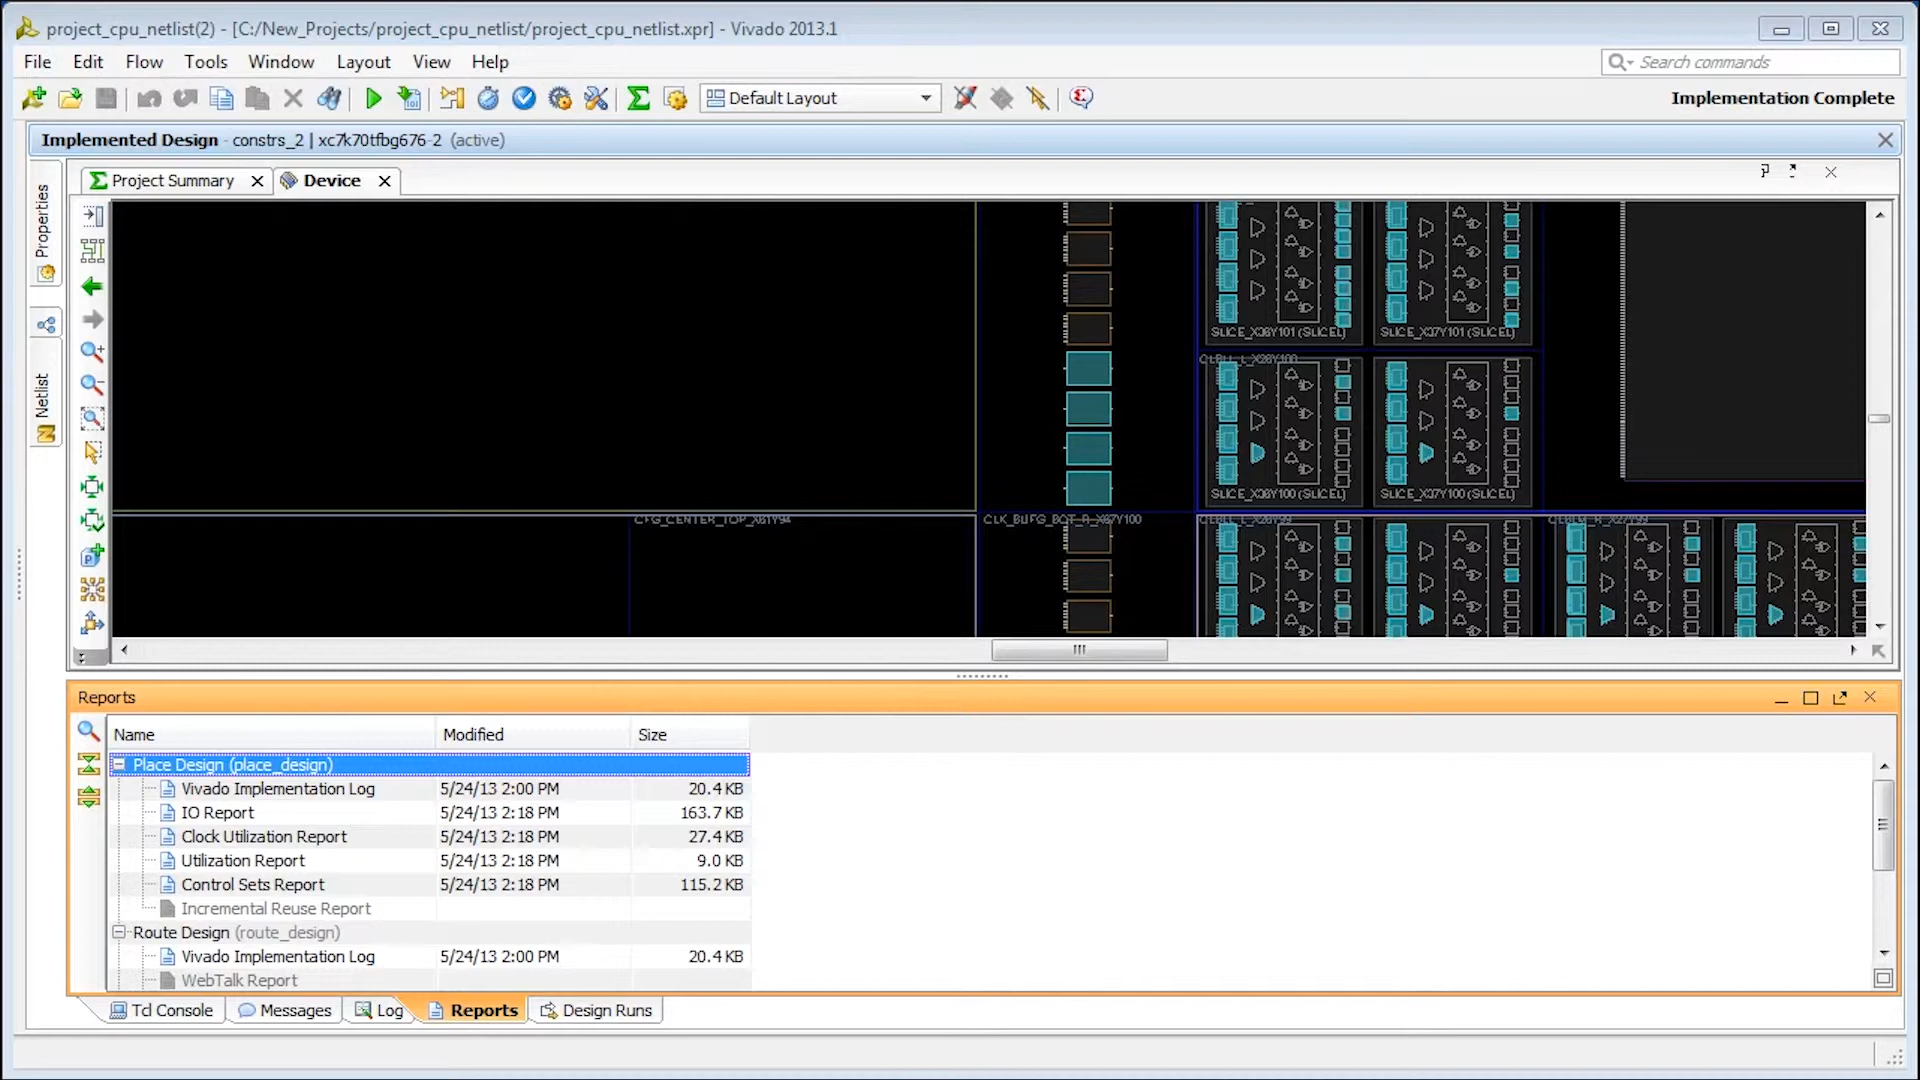 project_cpu_netlist(2) - [C:/New_Projects/project_cpu_netlist/project_cpu_netlist.xpr] - Vivado 2013.1
File Edit Flow Tools Window Layout View Help
Search commands
Default Layout
Implementation Complete
Implemented Design - constrs_2 | xc7k70tfbg676-2 (active)
Properties
Netlist
Project Summary
Device
SLICE_X36Y101 (SLICEL) SLICE_X37Y101 (SLICEL)
SLICE_X36Y100 (SLICEL) SLICE_X37Y100 (SLICEL)
CFG_CENTER_TOP_X61Y94
Reports
Name Modified Size
Place Design (place_design)
Vivado Implementation Log 5/24/13 2:00 PM 20.4 KB
IO Report 5/24/13 2:18 PM 163.7 KB
Clock Utilization Report 5/24/13 2:18 PM 27.4 KB
Utilization Report 5/24/13 2:18 PM 9.0 KB
Control Sets Report 5/24/13 2:18 PM 115.2 KB
Incremental Reuse Report
Route Design (route_design)
Vivado Implementation Log 5/24/13 2:00 PM 20.4 KB
WebTalk Report
Tcl Console Messages Log Reports Design Runs